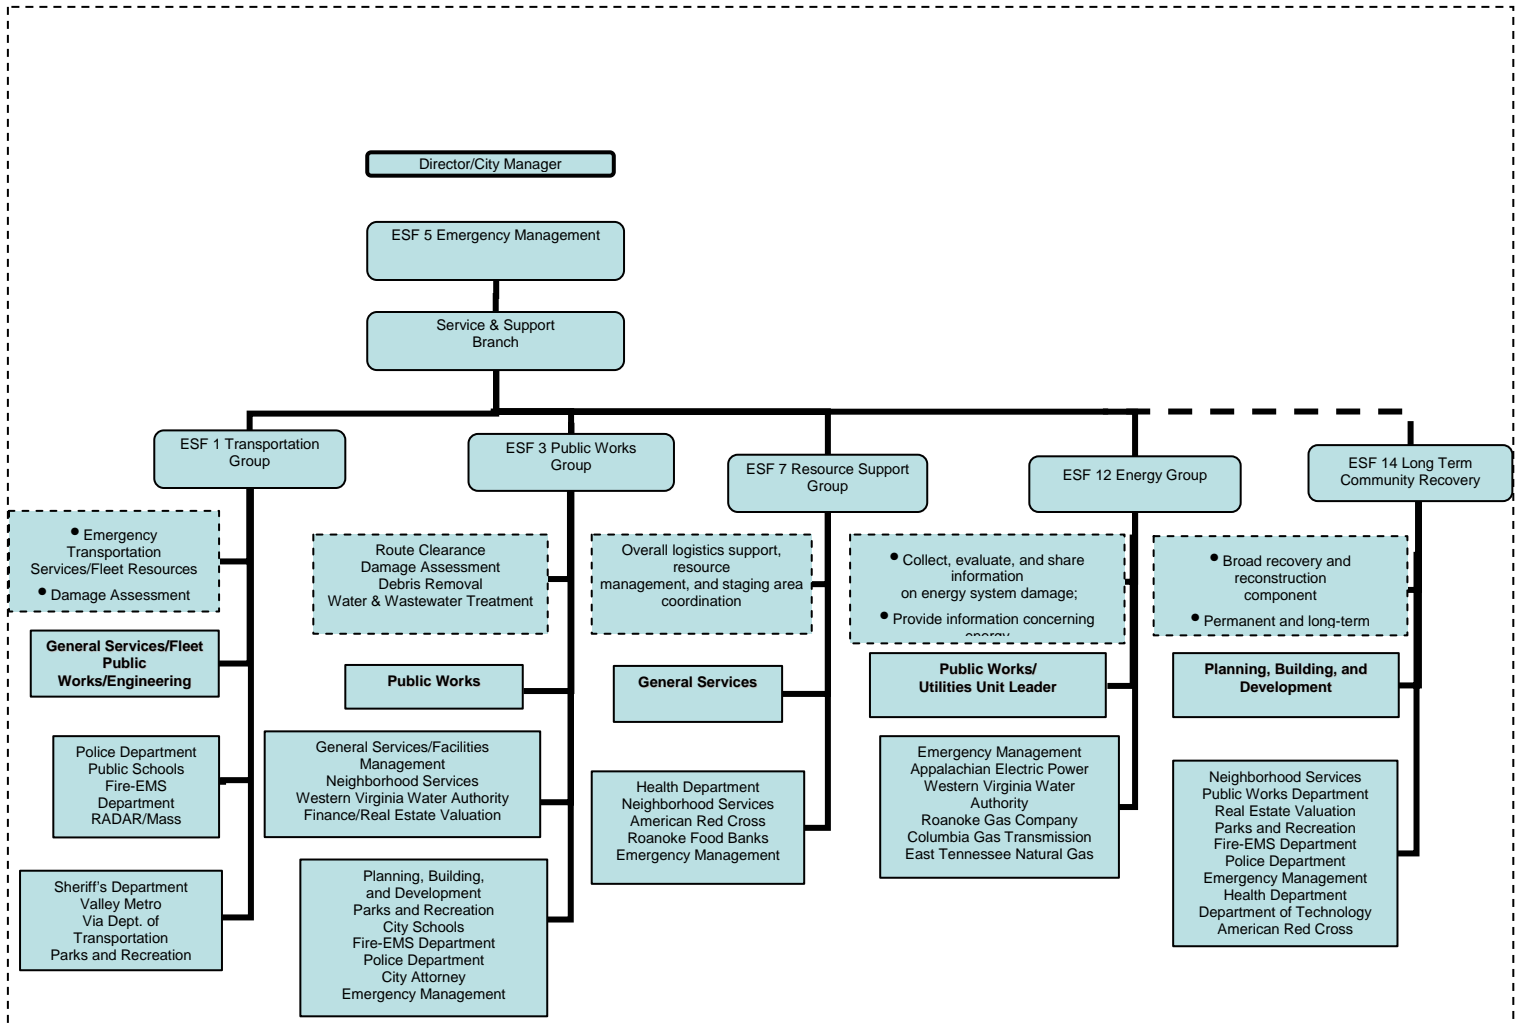 Director/City Manager
ESF 5 Emergency Management
Service & Support
Branch
ESF 1 Transportation
Group
ESF 3 Public Works
Group
ESF 7 Resource Support
Group
ESF 12 Energy Group
ESF 14 Long Term
Community Recovery
• Emergency
Transportation
Services/Fleet Resources
• Damage Assessment
Route Clearance
Damage Assessment
Debris Removal
Water & Wastewater Treatment
Overall logistics support,
resource
management, and staging area
coordination
• Collect, evaluate, and share
information
on energy system damage;
• Provide information concerning
energy
• Broad recovery and
reconstruction
component
• Permanent and long-term
General Services/Fleet
Public
Works/Engineering
Public Works
General Services
Public Works/
Utilities Unit Leader
Planning, Building, and
Development
Police Department
Public Schools
Fire-EMS
Department
RADAR/Mass
General Services/Facilities
Management
Neighborhood Services
Western Virginia Water Authority
Finance/Real Estate Valuation
Health Department
Neighborhood Services
American Red Cross
Roanoke Food Banks
Emergency Management
Emergency Management
Appalachian Electric Power
Western Virginia Water
Authority
Roanoke Gas Company
Columbia Gas Transmission
East Tennessee Natural Gas
Neighborhood Services
Public Works Department
Real Estate Valuation
Parks and Recreation
Fire-EMS Department
Police Department
Emergency Management
Health Department
Department of Technology
American Red Cross
Sheriff's Department
Valley Metro
Via Dept. of
Transportation
Parks and Recreation
Planning, Building,
and Development
Parks and Recreation
City Schools
Fire-EMS Department
Police Department
City Attorney
Emergency Management